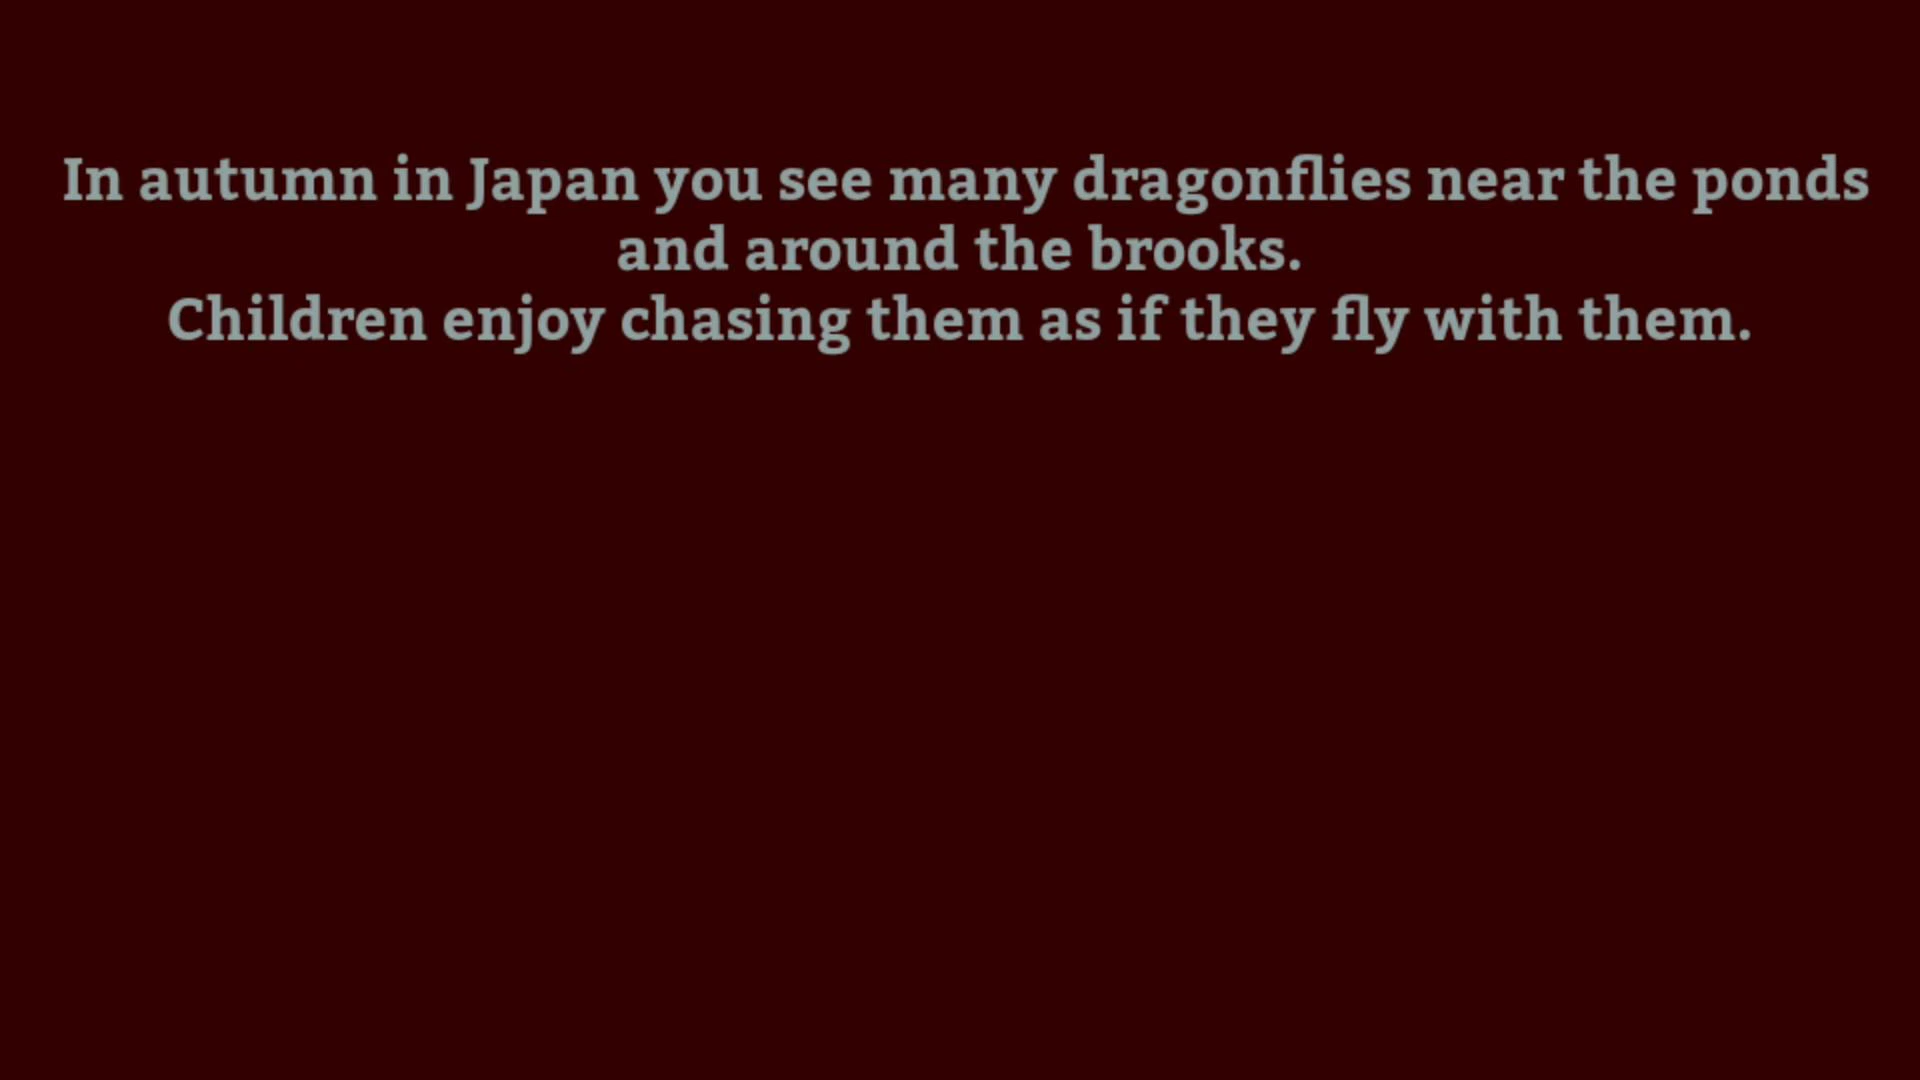 In autumn in Japan you see many dragonflies near the ponds
and around the brooks.
Children enjoy chasing them as if they fly with them.